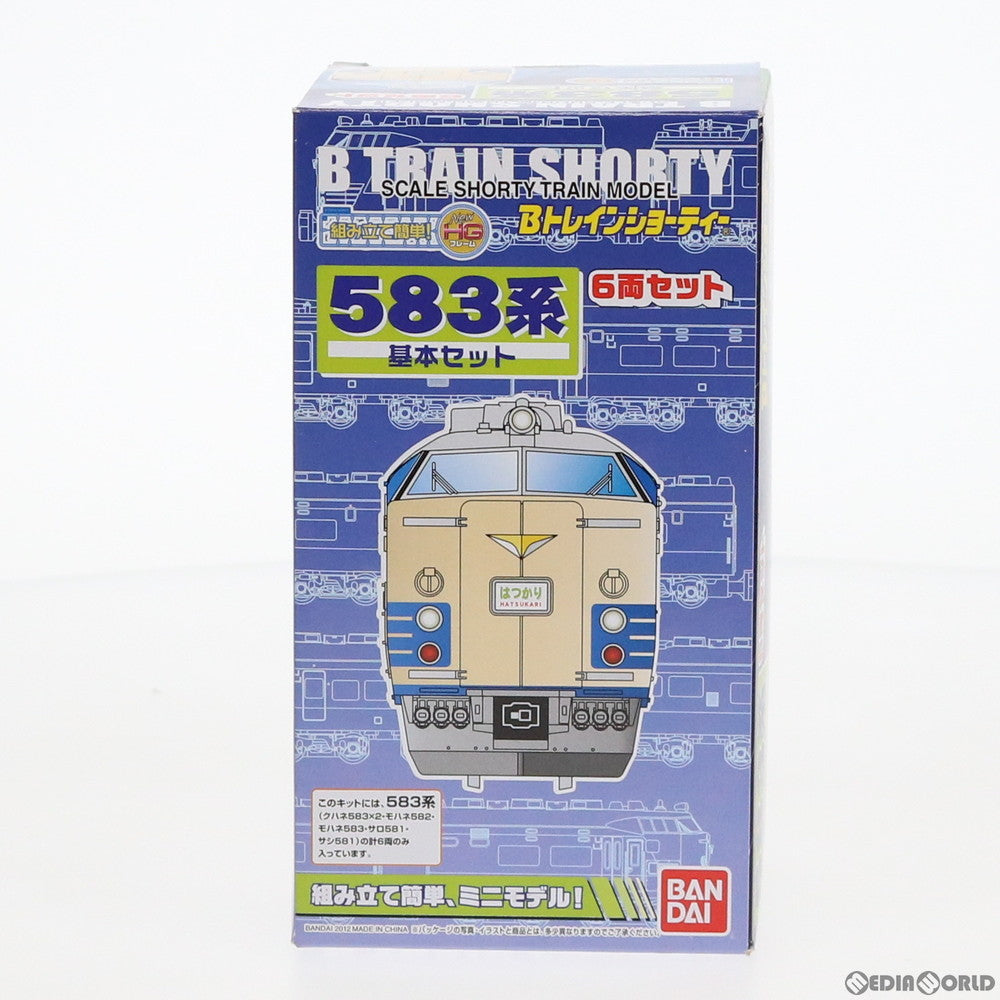 B TRAIN SHORTY
SCALE SHORTY TRAIN MODEL
組み立て簡単!
New
HG
フレーム
Bトレインショーティー
583系
基本セット
6両セット
はつかり
HATSUKARI
このキットには、583系
(クハネ583×2・モハネ582・
モハネ583・サロ581・
サシ581)の計6両のみ
入っています。
組み立て簡単、ミニモデル!
BAN
DAI
BANDAI 2012 MADE IN CHINA ※パッケージの写真・イラストと商品とは、多少異なりますのでご了承ください。
MEDIAWORLD